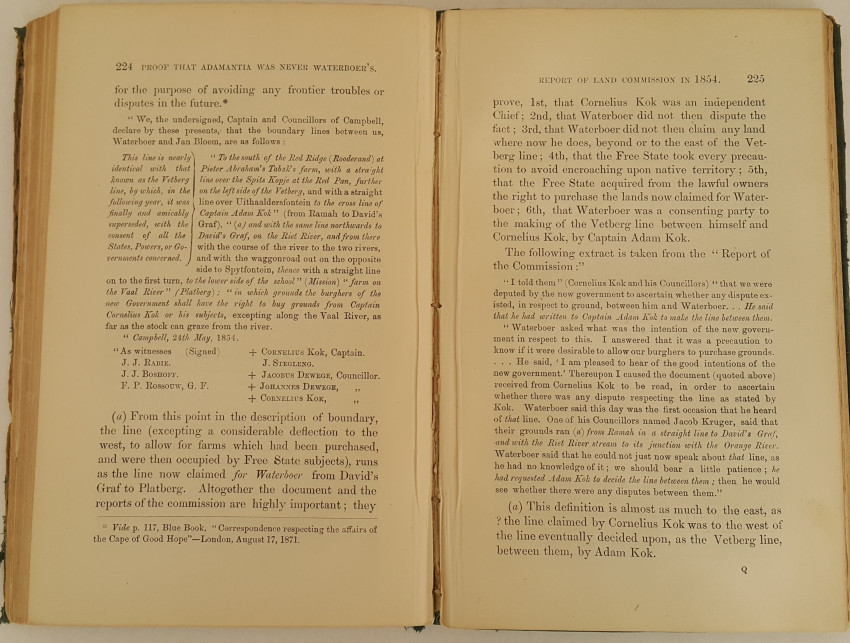 224 PROOF THAT ADAMANTIA WAS NEVER WATERBOER'S.
for the purpose of avoiding any frontier troubles or
disputes in the future.*
" We, the undersigned, Captain and Councillors of Campbell,
declare by these presents, that the boundary lines between us,
Waterboer and Jan Bloem, are as follows :
This line is nearly
identical with that
known as the Vetberg
line, by which, in the
following year, it was
finally and amicably
superseded, with the
consent of all the
States, Powers, or Go-
vernments concerned.
" To the south of the Red Ridge (Rooderand) at
Pieter Abraham's Tabak's farm, with a straight
line over the Spits Kopje at the Red Pan, further
on the left side of the Vetberg, and with a straight
line over Uithaaldersfontein to the cross line of
Captain Adam Kok" (from Ramah to David's
Graf), " (a) and with the same line northwards to
David's Graf, on the Riet River, and from there
with the course of the river to the two rivers,
and with the waggonroad out on the opposite
side to Spytfontein, thence with a straight line
on to the first turn, to the lower side of the school" (Mission) " farm on
the Vaal River" (Platberg) ; " in which grounds the burghers of the
new Government shall have the right to buy grounds from Captain
Cornelius Kok or his subjects, excepting along the Vaal River, as
far as the stock can graze from the river.
" Campbell, 24th May, 1854.
"As witnesses (Signed) + CORNELIUS KOK, Captain.
J. J. RABIE. J. SIEGLENG.
J. J. BOSHOFF. + JACOBUS DEWEGE, Councillor.
F. P. ROSSOUW, G. F. + JOHANNES DEWEGE, ,,
+ CORNELIUS KOK, ,,
(a) From this point in the description of boundary,
the line (excepting a considerable deflection to the
west, to allow for farms which had been purchased,
and were then occupied by Free State subjects), runs
as the line now claimed for Waterboer from David's
Graf to Platberg. Altogether the document and the
reports of the commission are highly important ; they
* Vide p. 117, Blue Book. "Correspondence respecting the affairs of
the Cape of Good Hope"—London, August 17, 1871.
REPORT OF LAND COMMISSION IN 1854. 225
prove, 1st, that Cornelius Kok was an independent
Chief ; 2nd, that Waterboer did not then dispute the
fact ; 3rd, that Waterboer did not then claim any land
where now he does, beyond or to the east of the Vet-
berg line ; 4th, that the Free State took every precau-
tion to avoid encroaching upon native territory ; 5th,
that the Free State acquired from the lawful owners
the right to purchase the lands now claimed for Water-
boer ; 6th, that Waterboer was a consenting party to
the making of the Vetberg line between himself and
Cornelius Kok, by Captain Adam Kok.
The following extract is taken from the " Report of
the Commission :"
"I told them" (Cornelius Kok and his Councillors) "that we were
deputed by the new government to ascertain whether any dispute ex-
isted, in respect to ground, between him and Waterboer. . . He said
that he had written to Captain Adam Kok to make the line between them.
" Waterboer asked what was the intention of the new govern-
ment in respect to this. I answered that it was a precaution to
know if it were desirable to allow our burghers to purchase grounds.
. . . . He said, ' I am pleased to hear of the good intentions of the
new government.' Thereupon I caused the document (quoted above)
received from Cornelius Kok to be read, in order to ascertain
whether there was any dispute respecting the line as stated by
Kok. Waterboer said this day was the first occasion that he heard
of that line. One of his Councillors named Jacob Kruger, said that
their grounds ran (a) from Ramah in a straight line to David's Graf,
and with the Riet River stream to its junction with the Orange River.
Waterboer said that he could not just now speak about that line, as
he had no knowledge of it ; we should bear a little patience ; he
had requested Adam Kok to decide the line between them ; then he would
see whether there were any disputes between them."
(a) This definition is almost as much to the east, as
? the line claimed by Cornelius Kok was to the west of
the line eventually decided upon, as the Vetberg line,
between them, by Adam Kok.
Q